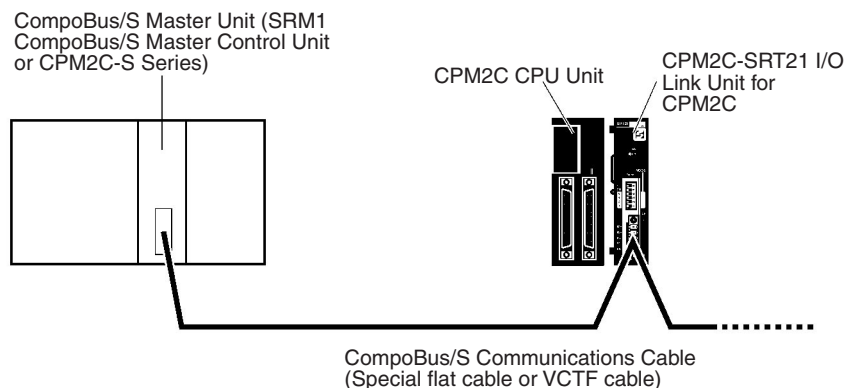 CompoBus/S Master Unit (SRM1
CompoBus/S Master Control Unit
or CPM2C-S Series)
CPM2C CPU Unit
CPM2C-SRT21 I/O
Link Unit for
CPM2C
CompoBus/S Communications Cable
(Special flat cable or VCTF cable)